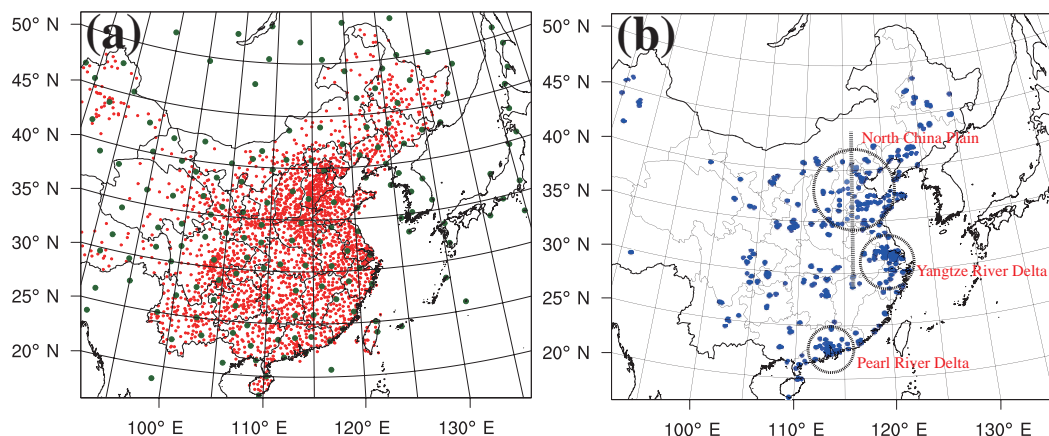 (a)
50° N
45° N
40° N
35° N
30° N
25° N
20° N
100° E
110° E
120° E
130° E
(b)
50° N
45° N
40° N
35° N
30° N
25° N
20° N
North China Plain
Yangtze River Delta
Pearl River Delta
100° E
110° E
120° E
130° E